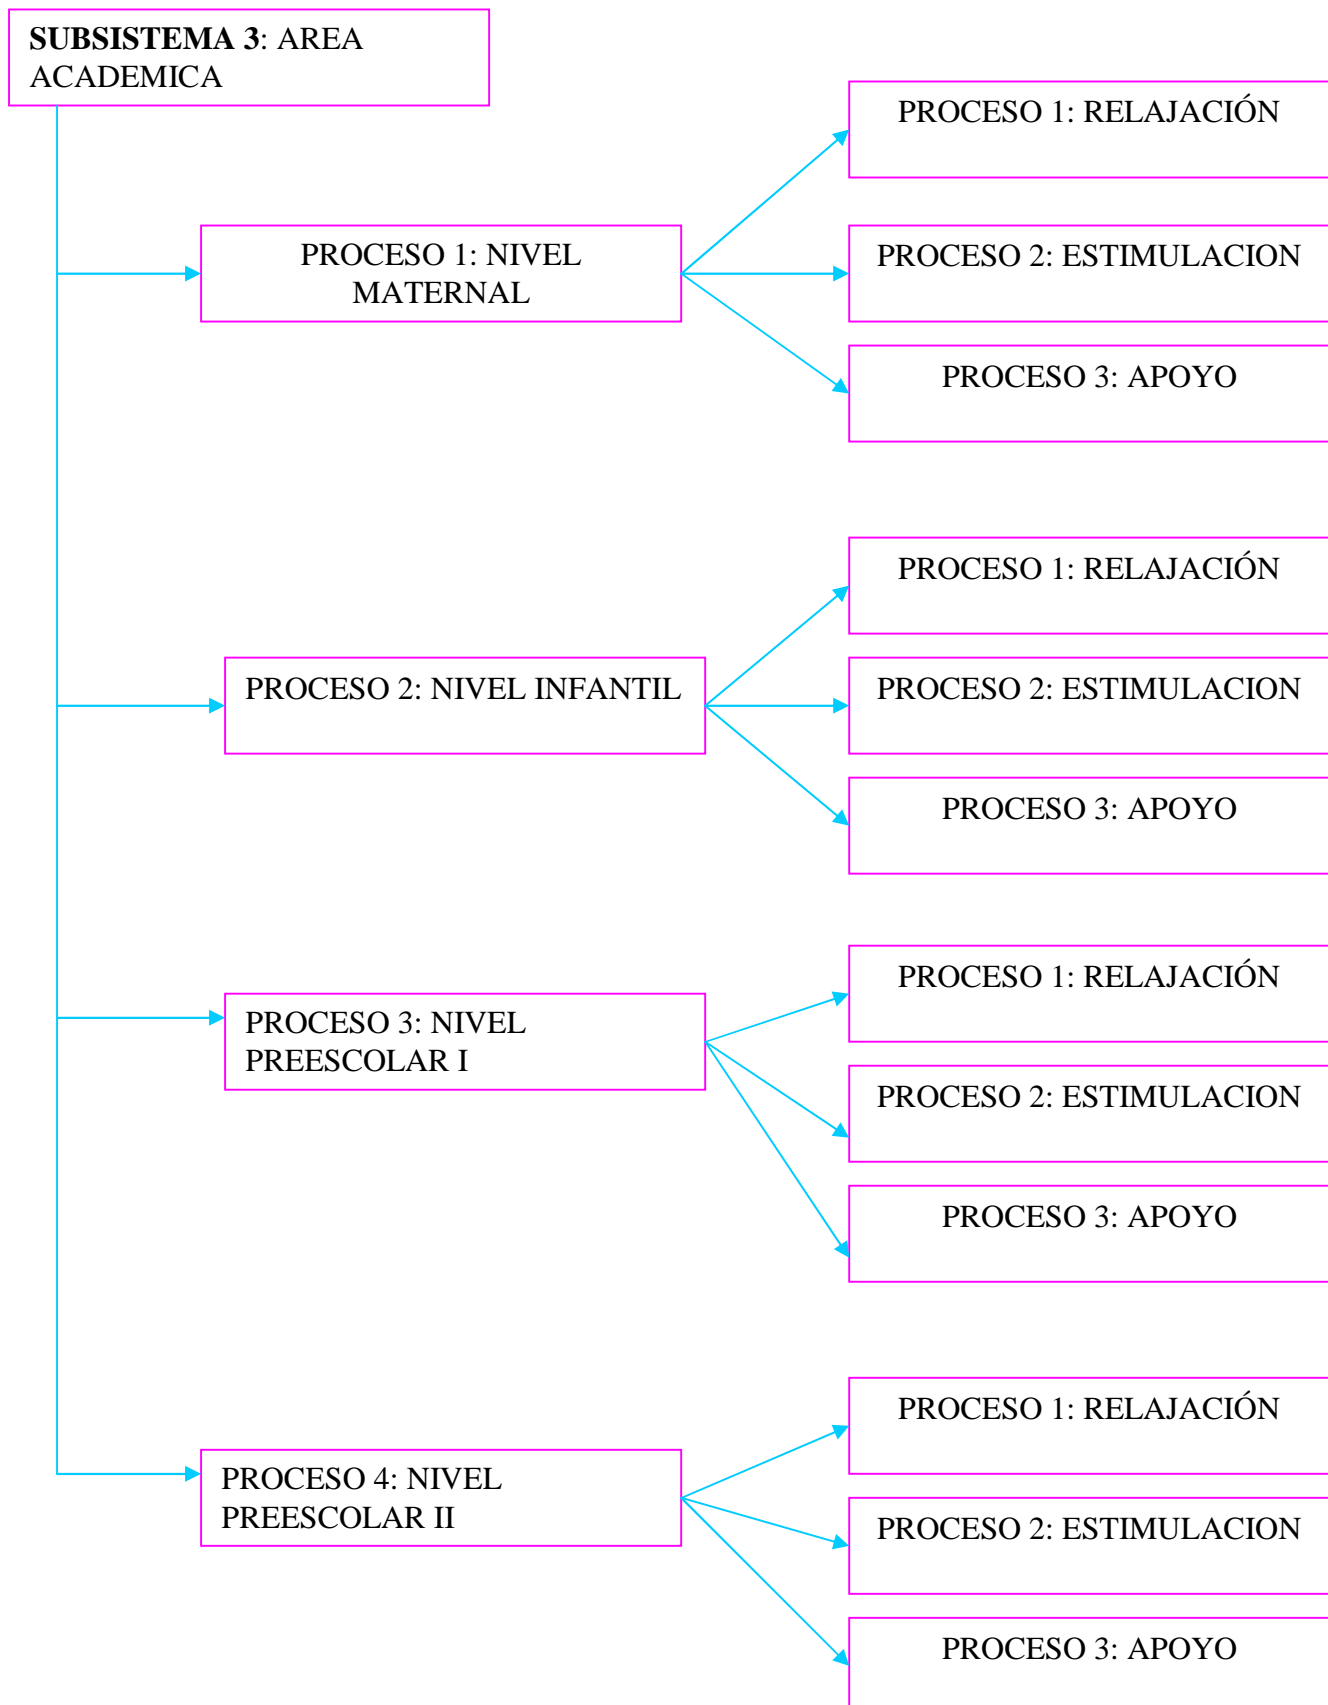 SUBSISTEMA 3: AREA
ACADEMICA
PROCESO 1: NIVEL
MATERNAL
PROCESO 1: RELAJACIÓN
PROCESO 2: ESTIMULACION
PROCESO 3: APOYO
PROCESO 2: NIVEL INFANTIL
PROCESO 1: RELAJACIÓN
PROCESO 2: ESTIMULACION
PROCESO 3: APOYO
PROCESO 3: NIVEL
PREESCOLAR I
PROCESO 1: RELAJACIÓN
PROCESO 2: ESTIMULACION
PROCESO 3: APOYO
PROCESO 4: NIVEL
PREESCOLAR II
PROCESO 1: RELAJACIÓN
PROCESO 2: ESTIMULACION
PROCESO 3: APOYO